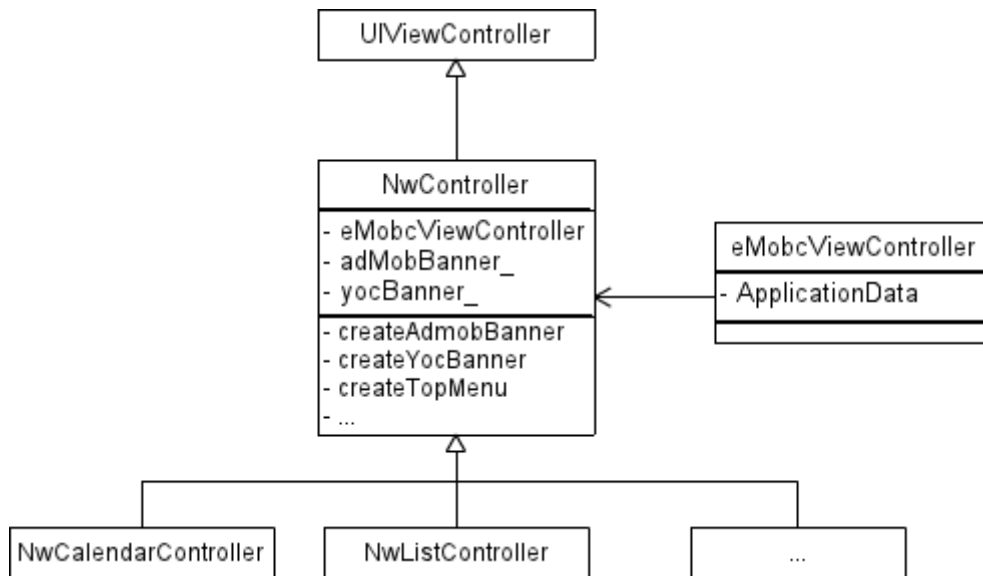 UIViewController
NwController
- eMobcViewController
- adMobBanner_
- yocBanner_
- createAdmobBanner
- createYocBanner
- createTopMenu
- ...
eMobcViewController
- ApplicationData
NwCalendarController
NwListController
...